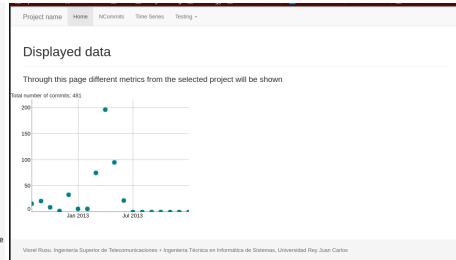 Project name Home NCommits Time Series Testing
Displayed data
Through this page different metrics from the selected project will be shown
Total number of commits: 481
200
150
100
50
0
Jan 2013 Jul 2013
Viorel Rusu. Ingeniería Superior de Telecomunicaciones + Ingeniería Técnica en Informática de Sistemas, Universidad Rey Juan Carlos